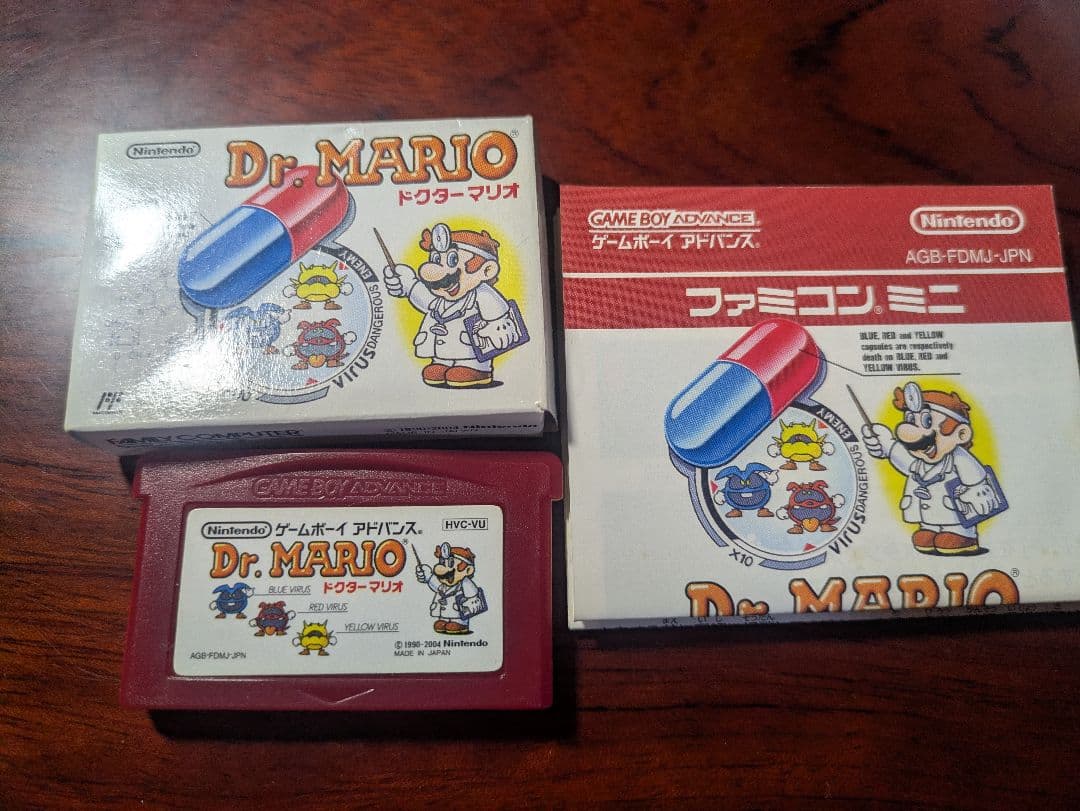 Nintendo
Dr. MARIO®
ドクターマリオ
VIRUS DANGEROUS ENEMY
FAMILY COMPUTER
GAME BOY ADVANCE
Nintendo
ゲームボーイ アドバンス®
HVC-VU
Dr. MARIO®
ドクターマリオ
BLUE VIRUS
RED VIRUS
YELLOW VIRUS
AGB-FDMJ-JPN
© 1990-2004 Nintendo
MADE IN JAPAN
GAME BOY ADVANCE®
ゲームボーイ アドバンス®
Nintendo®
AGB-FDMJ-JPN
ファミコン®ミニ
BLUE, RED and YELLOW
capsules are respectively
death on BLUE, RED and
YELLOW VIRUS.
VIRUS DANGEROUS ENEMY
X10
Dr. MARIO®